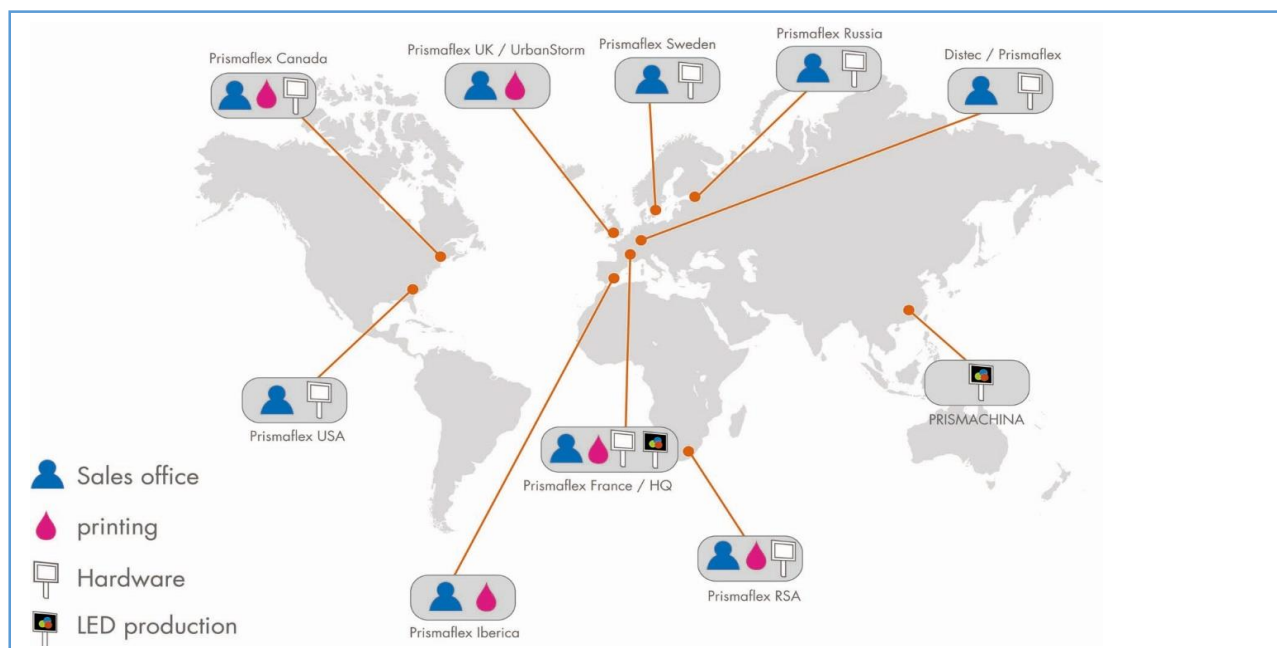 Prismaflex Canada
Prismaflex UK / UrbanStorm
Prismaflex Sweden
Prismaflex Russia
Distec / Prismaflex
Prismaflex USA
PRISMACHINA
Prismaflex France / HQ
Prismaflex RSA
Prismaflex Iberica
Sales office
printing
Hardware
LED production